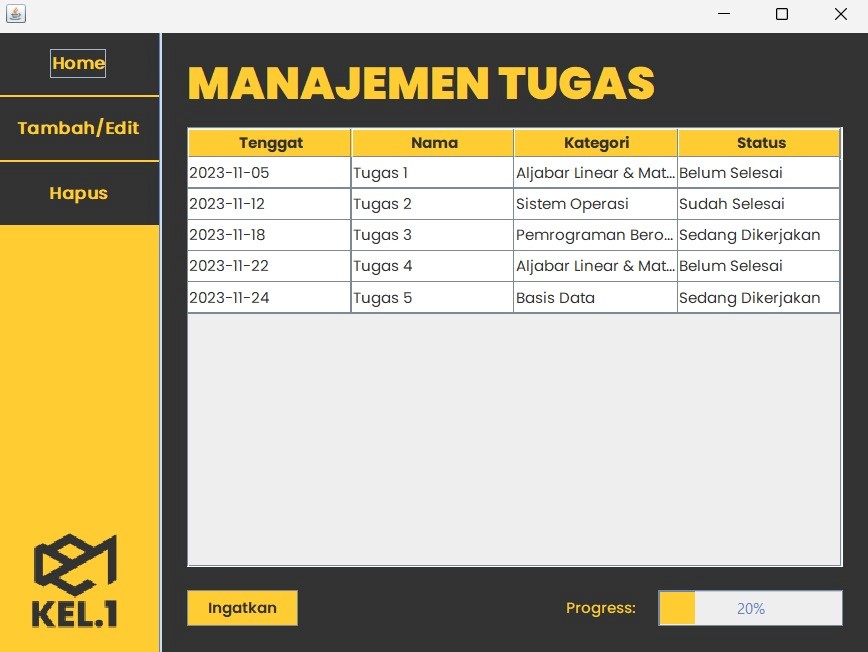 Home
Tambah/Edit
Hapus
KEL.1
MANAJEMEN TUGAS
Tenggat Nama Kategori Status
2023-11-05 Tugas 1 Aljabar Linear & Mat... Belum Selesai
2023-11-12 Tugas 2 Sistem Operasi Sudah Selesai
2023-11-18 Tugas 3 Pemrograman Bero... Sedang Dikerjakan
2023-11-22 Tugas 4 Aljabar Linear & Mat... Belum Selesai
2023-11-24 Tugas 5 Basis Data Sedang Dikerjakan
Ingatkan Progress: 20%